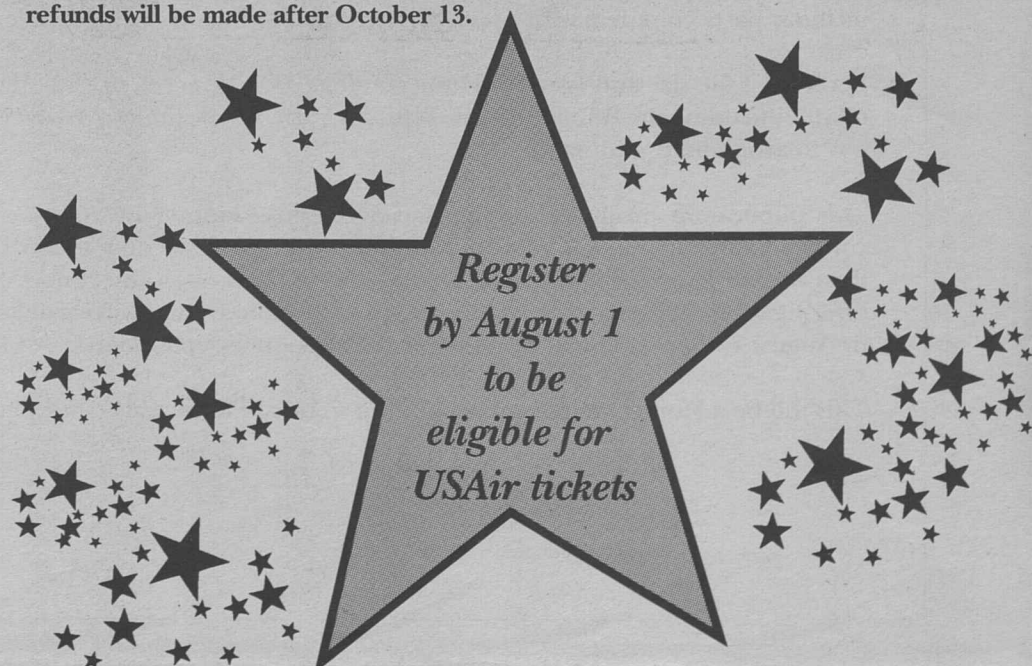 refunds will be made after October 13.
Register
by August 1
to be
eligible for
USAir tickets